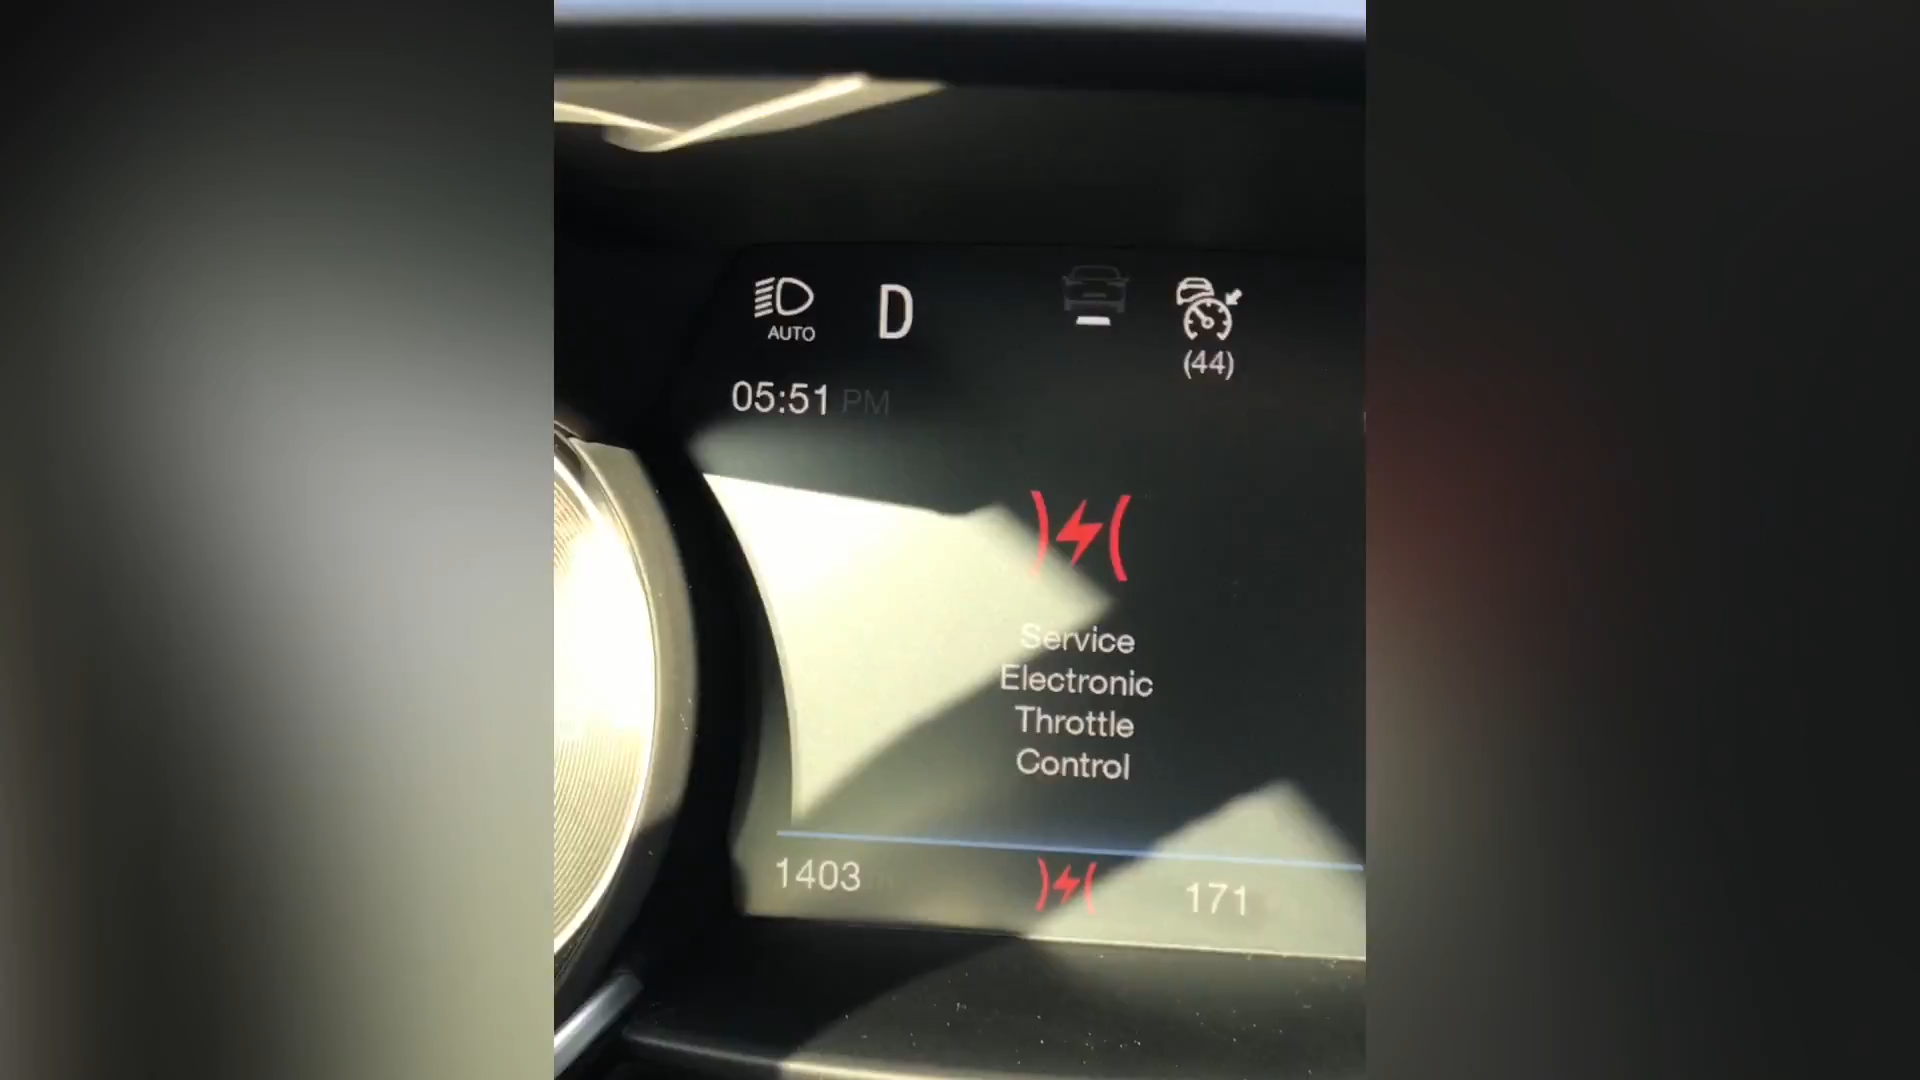 AUTO
D
(44)
05:51 PM
Service
Electronic
Throttle
Control
1403
171